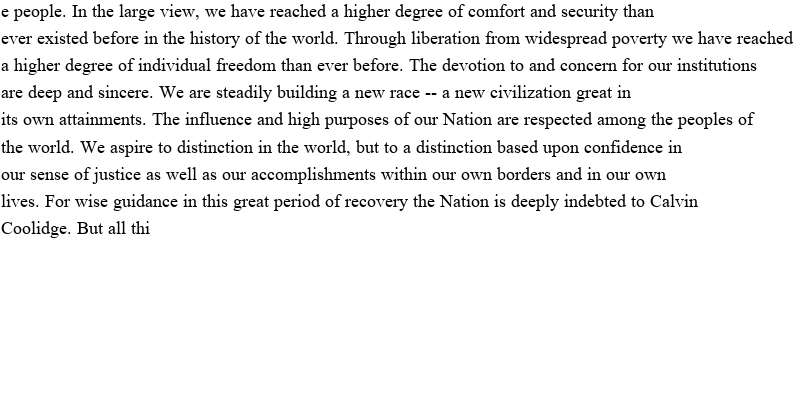 e people. In the large view, we have reached a higher degree of comfort and security than
ever existed before in the history of the world. Through liberation from widespread poverty we have reached
a higher degree of individual freedom than ever before. The devotion to and concern for our institutions
are deep and sincere. We are steadily building a new race -- a new civilization great in
its own attainments. The influence and high purposes of our Nation are respected among the peoples of
the world. We aspire to distinction in the world, but to a distinction based upon confidence in
our sense of justice as well as our accomplishments within our own borders and in our own
lives. For wise guidance in this great period of recovery the Nation is deeply indebted to Calvin
Coolidge. But all thi